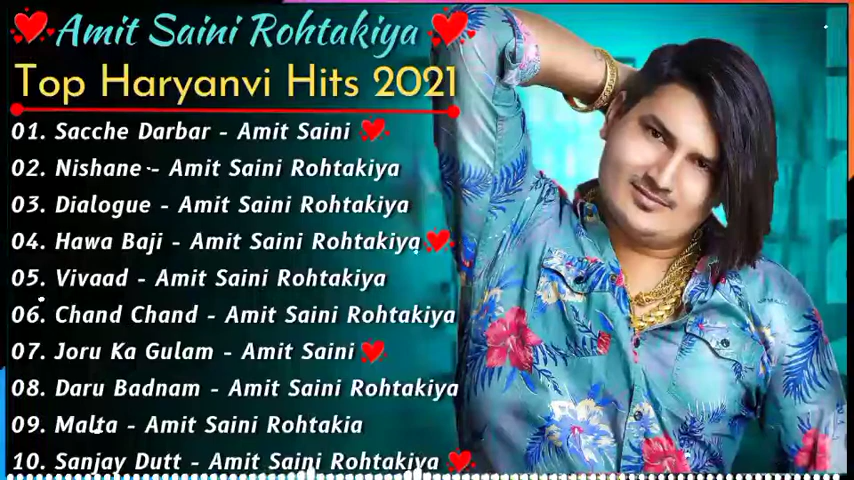 Amit Saini Rohtakiya
Top Haryanvi Hits 2021
01. Sacche Darbar - Amit Saini
02. Nishane - Amit Saini Rohtakiya
03. Dialogue - Amit Saini Rohtakiya
04. Hawa Baji - Amit Saini Rohtakiya
05. Vivaad - Amit Saini Rohtakiya
06. Chand Chand - Amit Saini Rohtakiya
07. Joru Ka Gulam - Amit Saini
08. Daru Badnam - Amit Saini Rohtakiya
09. Malta - Amit Saini Rohtakia
10. Sanjay Dutt - Amit Saini Rohtakiya